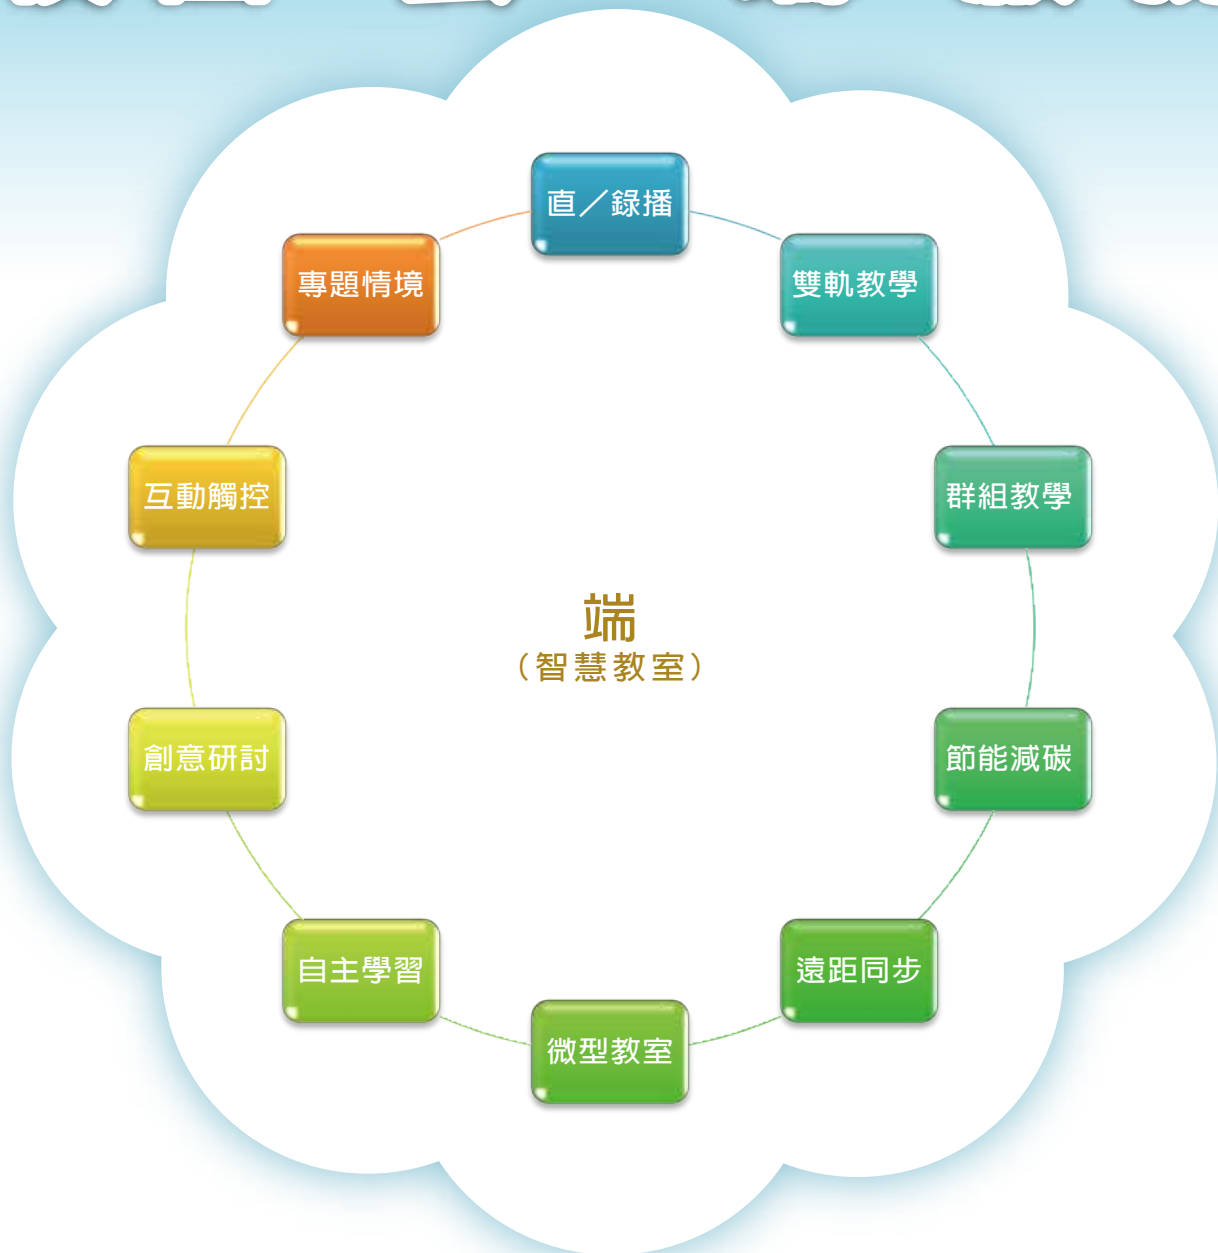 直／錄播
專題情境
雙軌教學
互動觸控
群組教學
端
（智慧教室）
創意研討
節能減碳
自主學習
遠距同步
微型教室